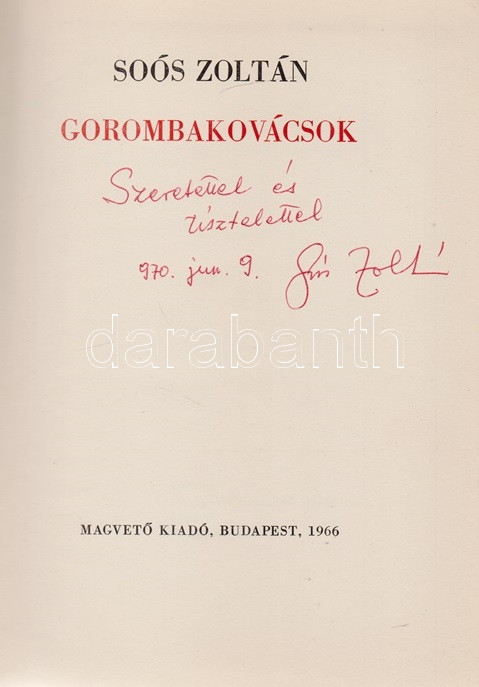 SOÓS ZOLTÁN
GOROMBAKOVÁCSOK
Szeretettel és
tisztelettel
970. jun. 9. Soós Zoltán
darabanth
MAGVETŐ KIADÓ, BUDAPEST, 1966